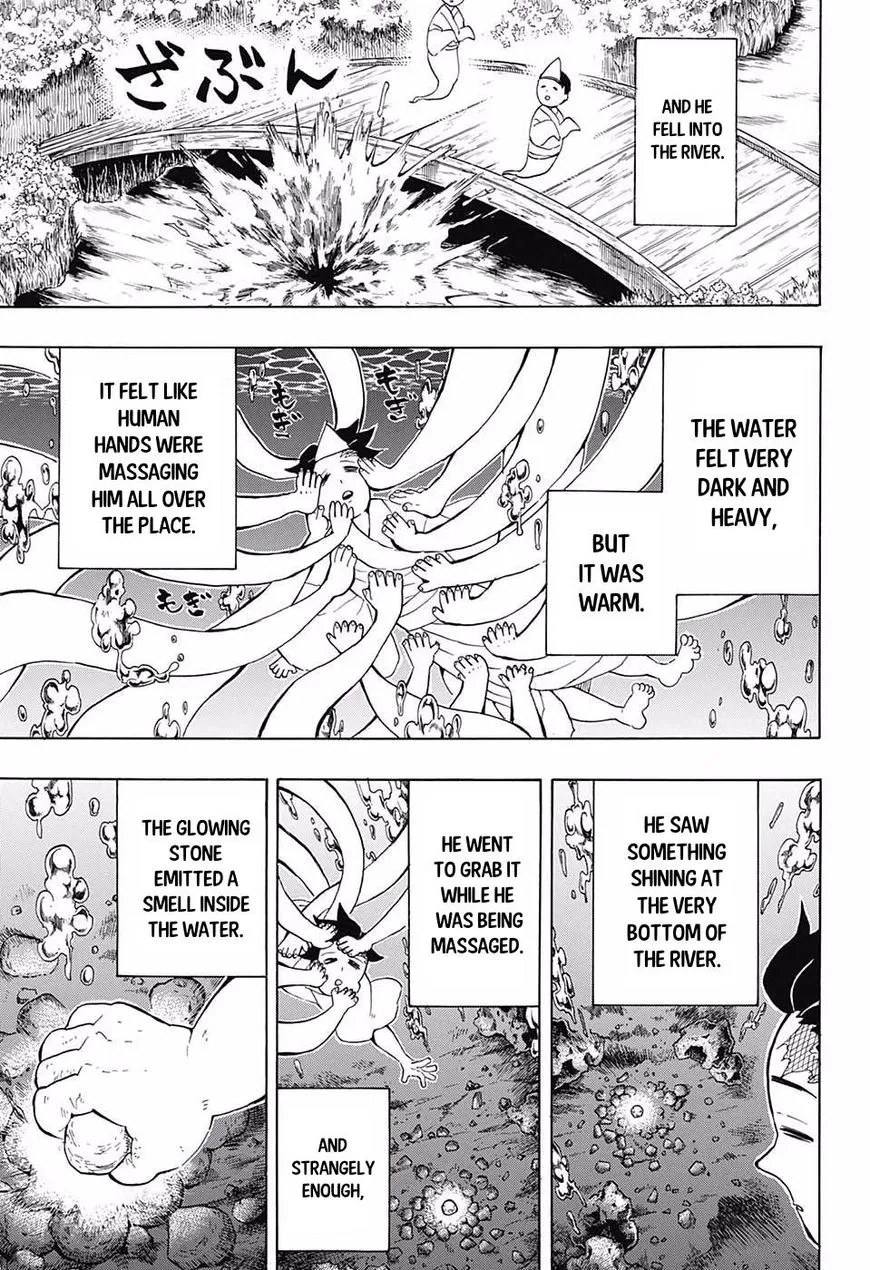 AND HE
FELL INTO
THE RIVER.
ざぶん
THE WATER
FELT VERY
DARK AND
HEAVY,
BUT
IT WAS
WARM.
もぎ
もぎ
もぎ
IT FELT LIKE
HUMAN
HANDS WERE
MASSAGING
HIM ALL OVER
THE PLACE.
HE SAW
SOMETHING
SHINING AT
THE VERY
BOTTOM OF
THE RIVER.
HE WENT
TO GRAB IT
WHILE HE
WAS BEING
MASSAGED.
AND
STRANGELY
ENOUGH,
THE GLOWING
STONE
EMITTED A
SMELL INSIDE
THE WATER.